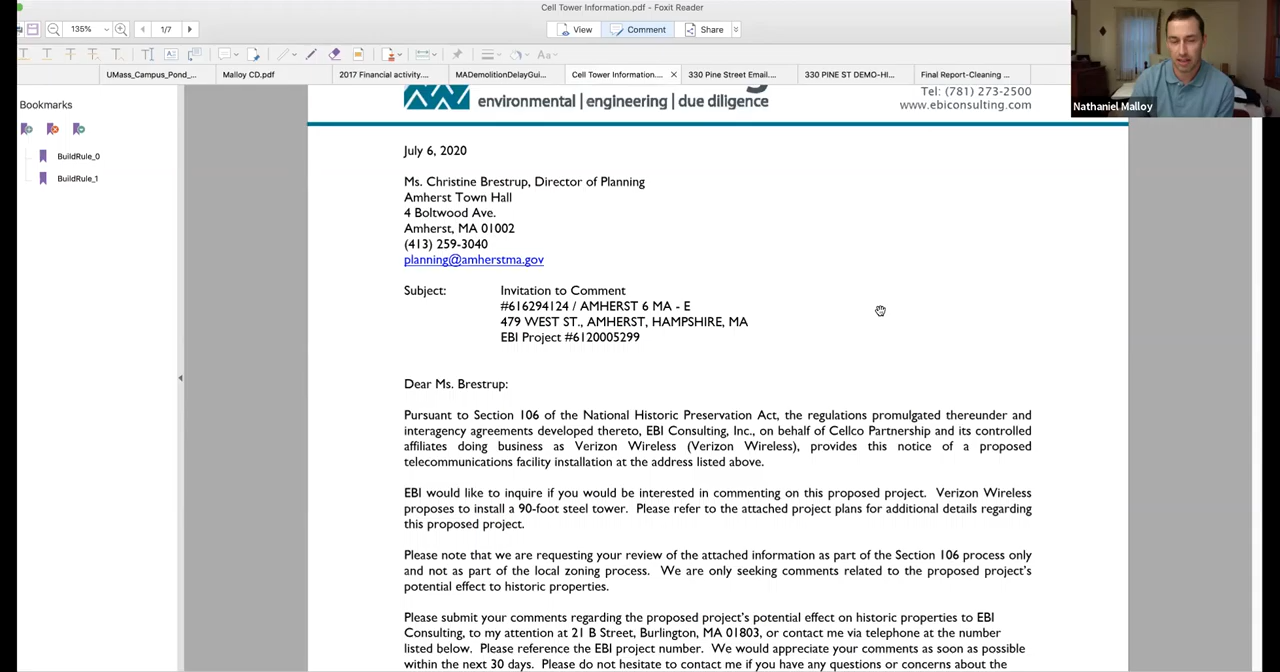 Cell Tower Information.pdf - Foxit Reader
135%
1/7
View
Comment
Share
UMass_Campus_Pond_...
Malloy CD.pdf
2017 Financial activity....
MADemolitionDelayGui...
Cell Tower Information....
330 Pine Street Email....
330 PINE ST DEMO-HI...
Final Report-Cleaning ...
Nathaniel Malloy
Bookmarks
BuildRule_0
BuildRule_1
environmental | engineering | due diligence
Tel: (781) 273-2500
www.ebiconsulting.com
July 6, 2020
Ms. Christine Brestrup, Director of Planning
Amherst Town Hall
4 Boltwood Ave.
Amherst, MA 01002
(413) 259-3040
planning@amherstma.gov
Subject: Invitation to Comment
#616294124 / AMHERST 6 MA - E
479 WEST ST., AMHERST, HAMPSHIRE, MA
EBI Project #6120005299
Dear Ms. Brestrup:
Pursuant to Section 106 of the National Historic Preservation Act, the regulations promulgated thereunder and
interagency agreements developed thereto, EBI Consulting, Inc., on behalf of Cellco Partnership and its controlled
affiliates doing business as Verizon Wireless (Verizon Wireless), provides this notice of a proposed
telecommunications facility installation at the address listed above.
EBI would like to inquire if you would be interested in commenting on this proposed project. Verizon Wireless
proposes to install a 90-foot steel tower. Please refer to the attached project plans for additional details regarding
this proposed project.
Please note that we are requesting your review of the attached information as part of the Section 106 process only
and not as part of the local zoning process. We are only seeking comments related to the proposed project's
potential effect to historic properties.
Please submit your comments regarding the proposed project's potential effect on historic properties to EBI
Consulting, to my attention at 21 B Street, Burlington, MA 01803, or contact me via telephone at the number
listed below. Please reference the EBI project number. We would appreciate your comments as soon as possible
within the next 30 days. Please do not hesitate to contact me if you have any questions or concerns about the